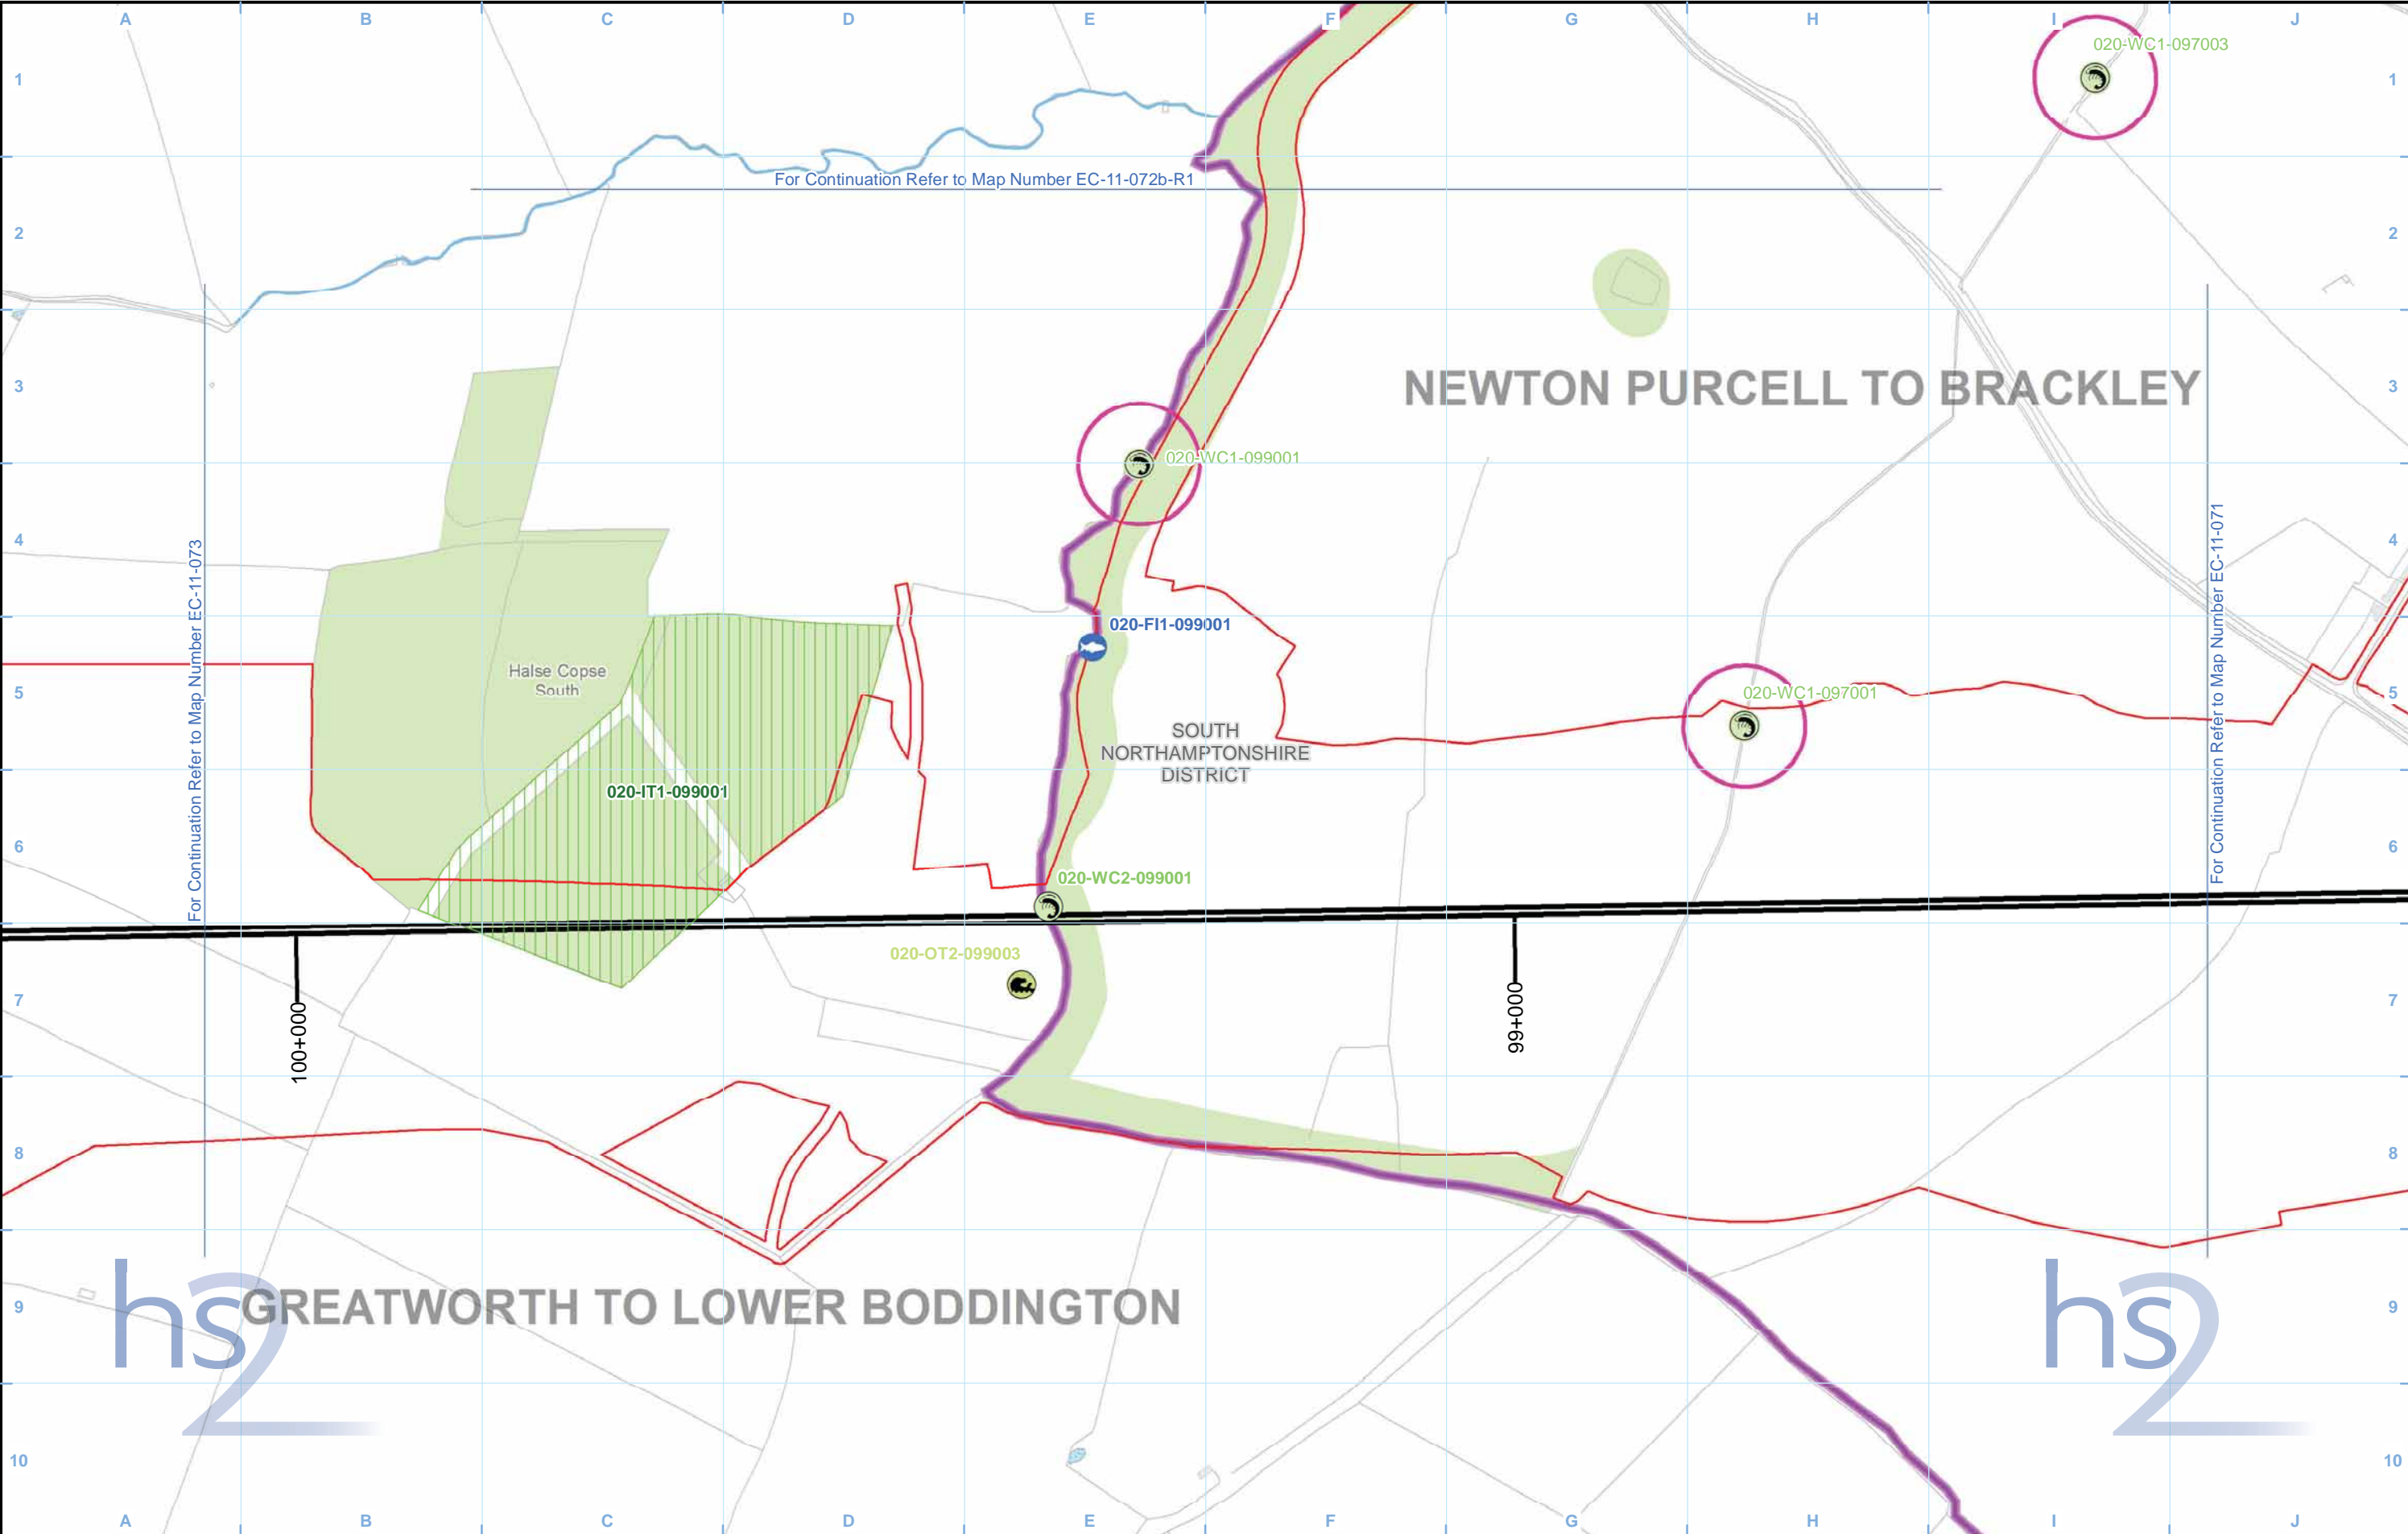 A B C D E F G H I J
020-WC1-097003
1 1
For Continuation Refer to Map Number EC-11-072b-R1
2 2
3 3
NEWTON PURCELL TO BRACKLEY
020-WC1-099001
4 4
For Continuation Refer to Map Number EC-11-073
For Continuation Refer to Map Number EC-11-071
020-FI1-099001
Halse Copse
South
5 5
020-WC1-097001
SOUTH
NORTHAMPTONSHIRE
DISTRICT
020-IT1-099001
6 6
020-WC2-099001
020-OT2-099003
7 7
100+000
99+000
8 8
hs2
GREATWORTH TO LOWER BODDINGTON
hs2
9 9
10 10
A B C D E F G H I J